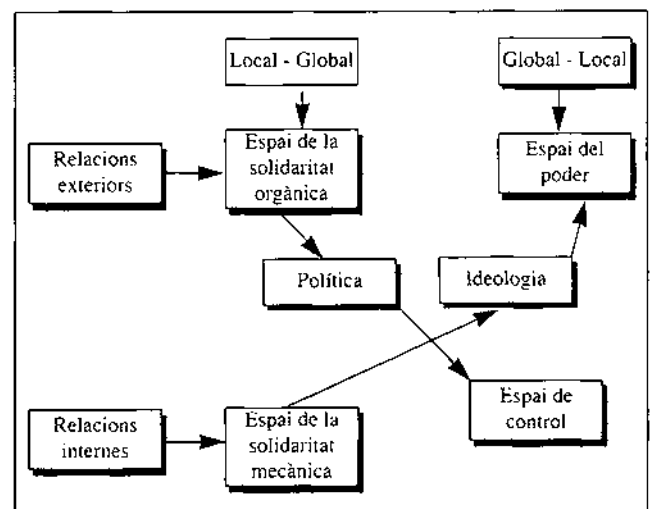 Local - Global
Global - Local
Relacions
exteriors
Espai de la
solidaritat
orgànica
Espai del
poder
Política
Ideologia
Relacions
internes
Espai de la
solidaritat
mecànica
Espai de
control